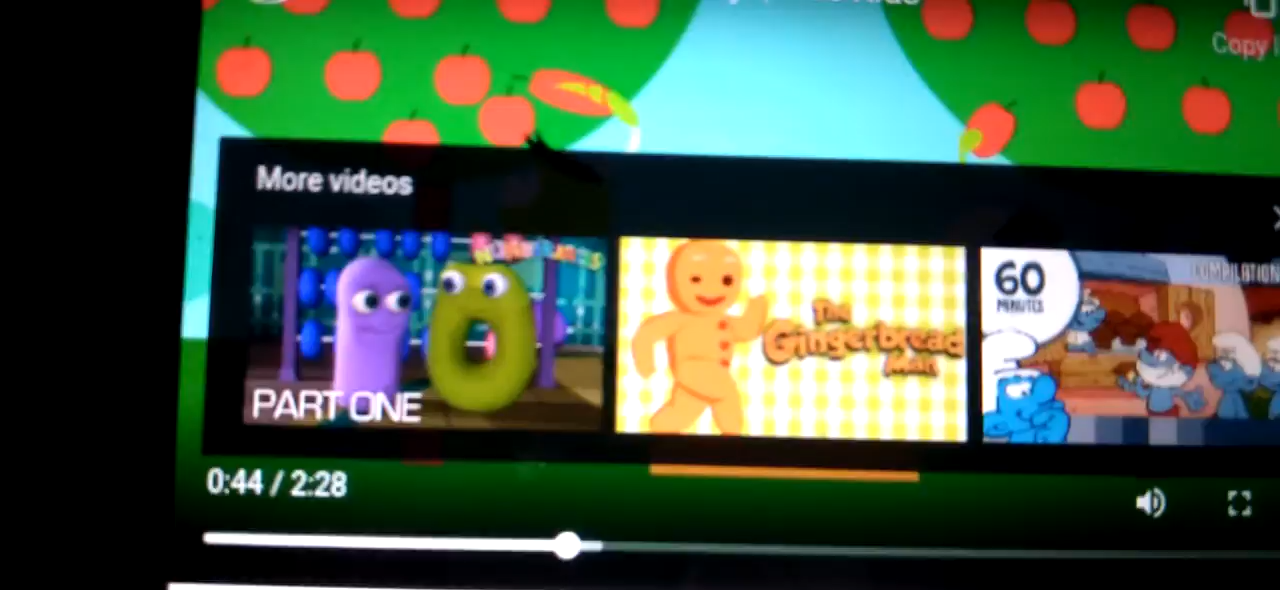 Copy
More videos
PART ONE
The
Gingerbread
Man
60
MINUTES
COMPILATION
0:44 / 2:28